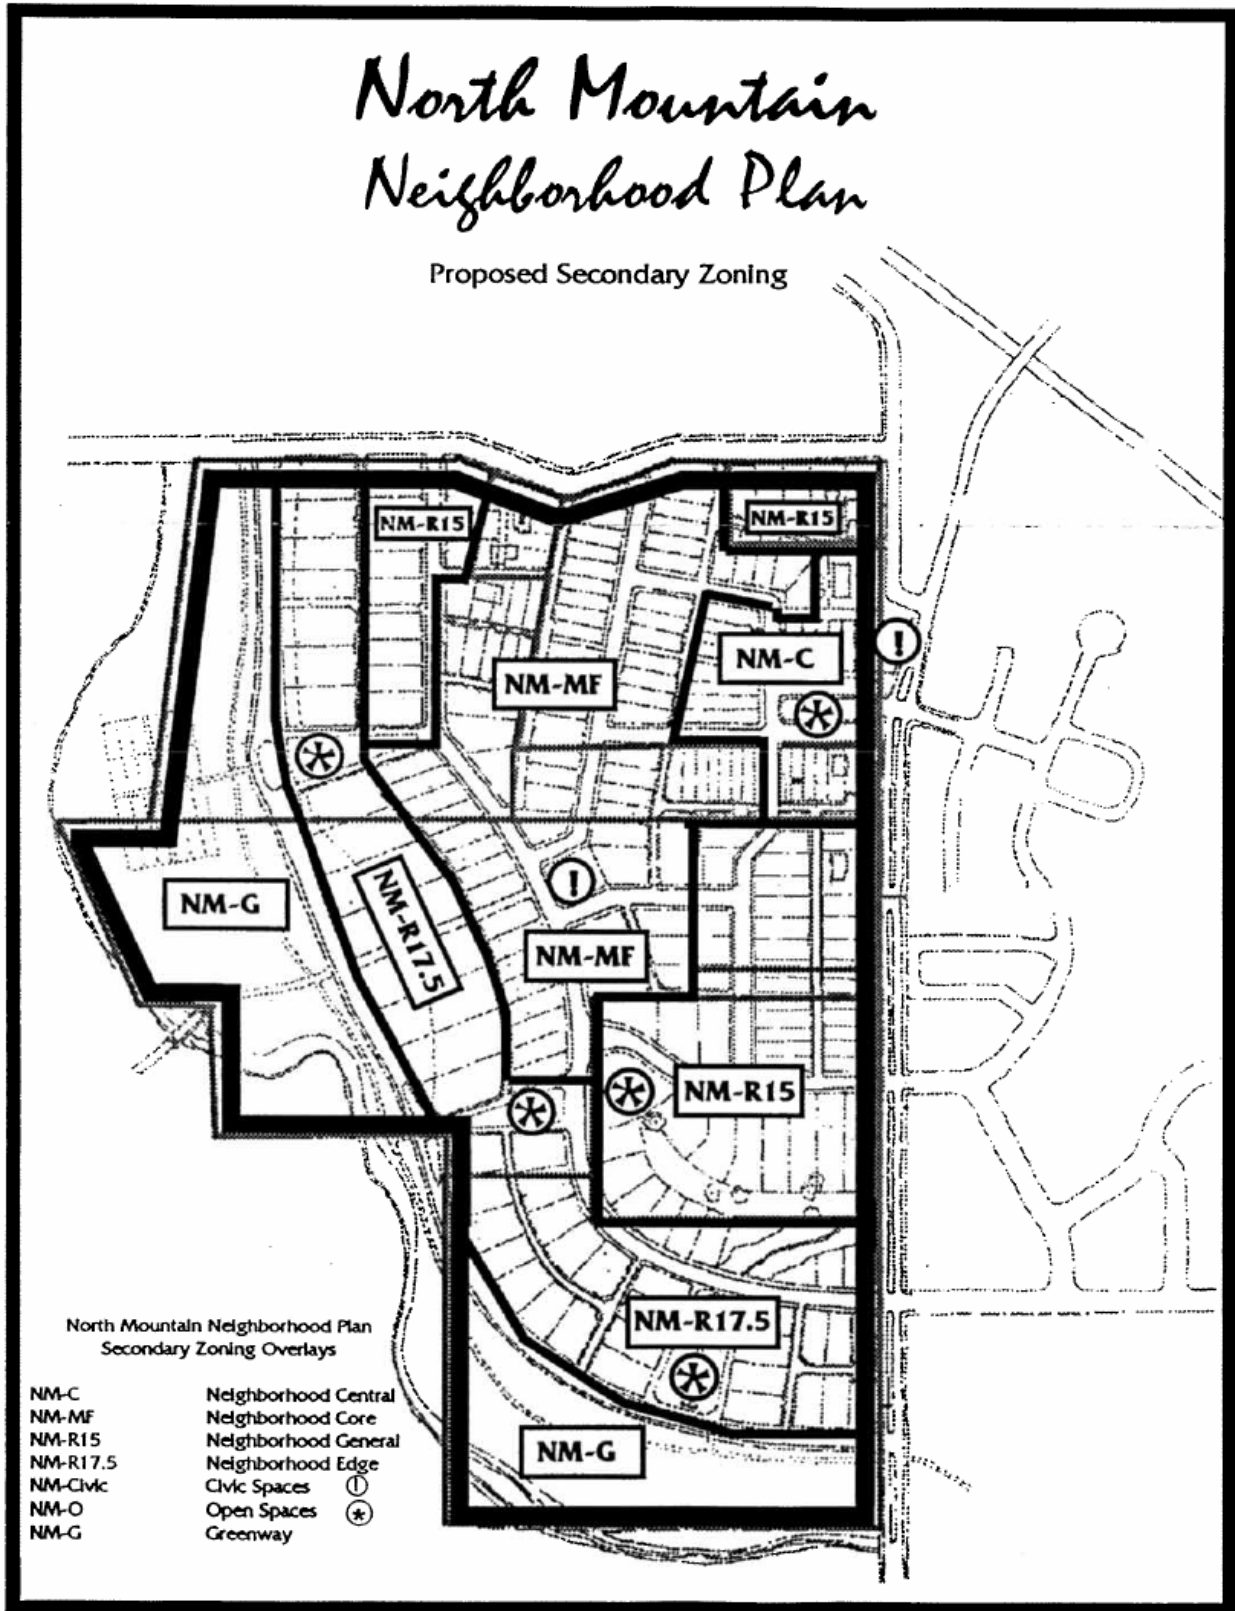 North Mountain
Neighborhood Plan
Proposed Secondary Zoning
NM-R15
NM-R15
NM-C
!
NM-MF
*
*
!
NM-G
NM-R17.5
NM-MF
*
NM-R15
*
NM-R17.5
*
NM-G
North Mountain Neighborhood Plan
Secondary Zoning Overlays
NM-C Neighborhood Central
NM-MF Neighborhood Core
NM-R15 Neighborhood General
NM-R17.5 Neighborhood Edge
NM-Civic Civic Spaces !
NM-O Open Spaces *
NM-G Greenway